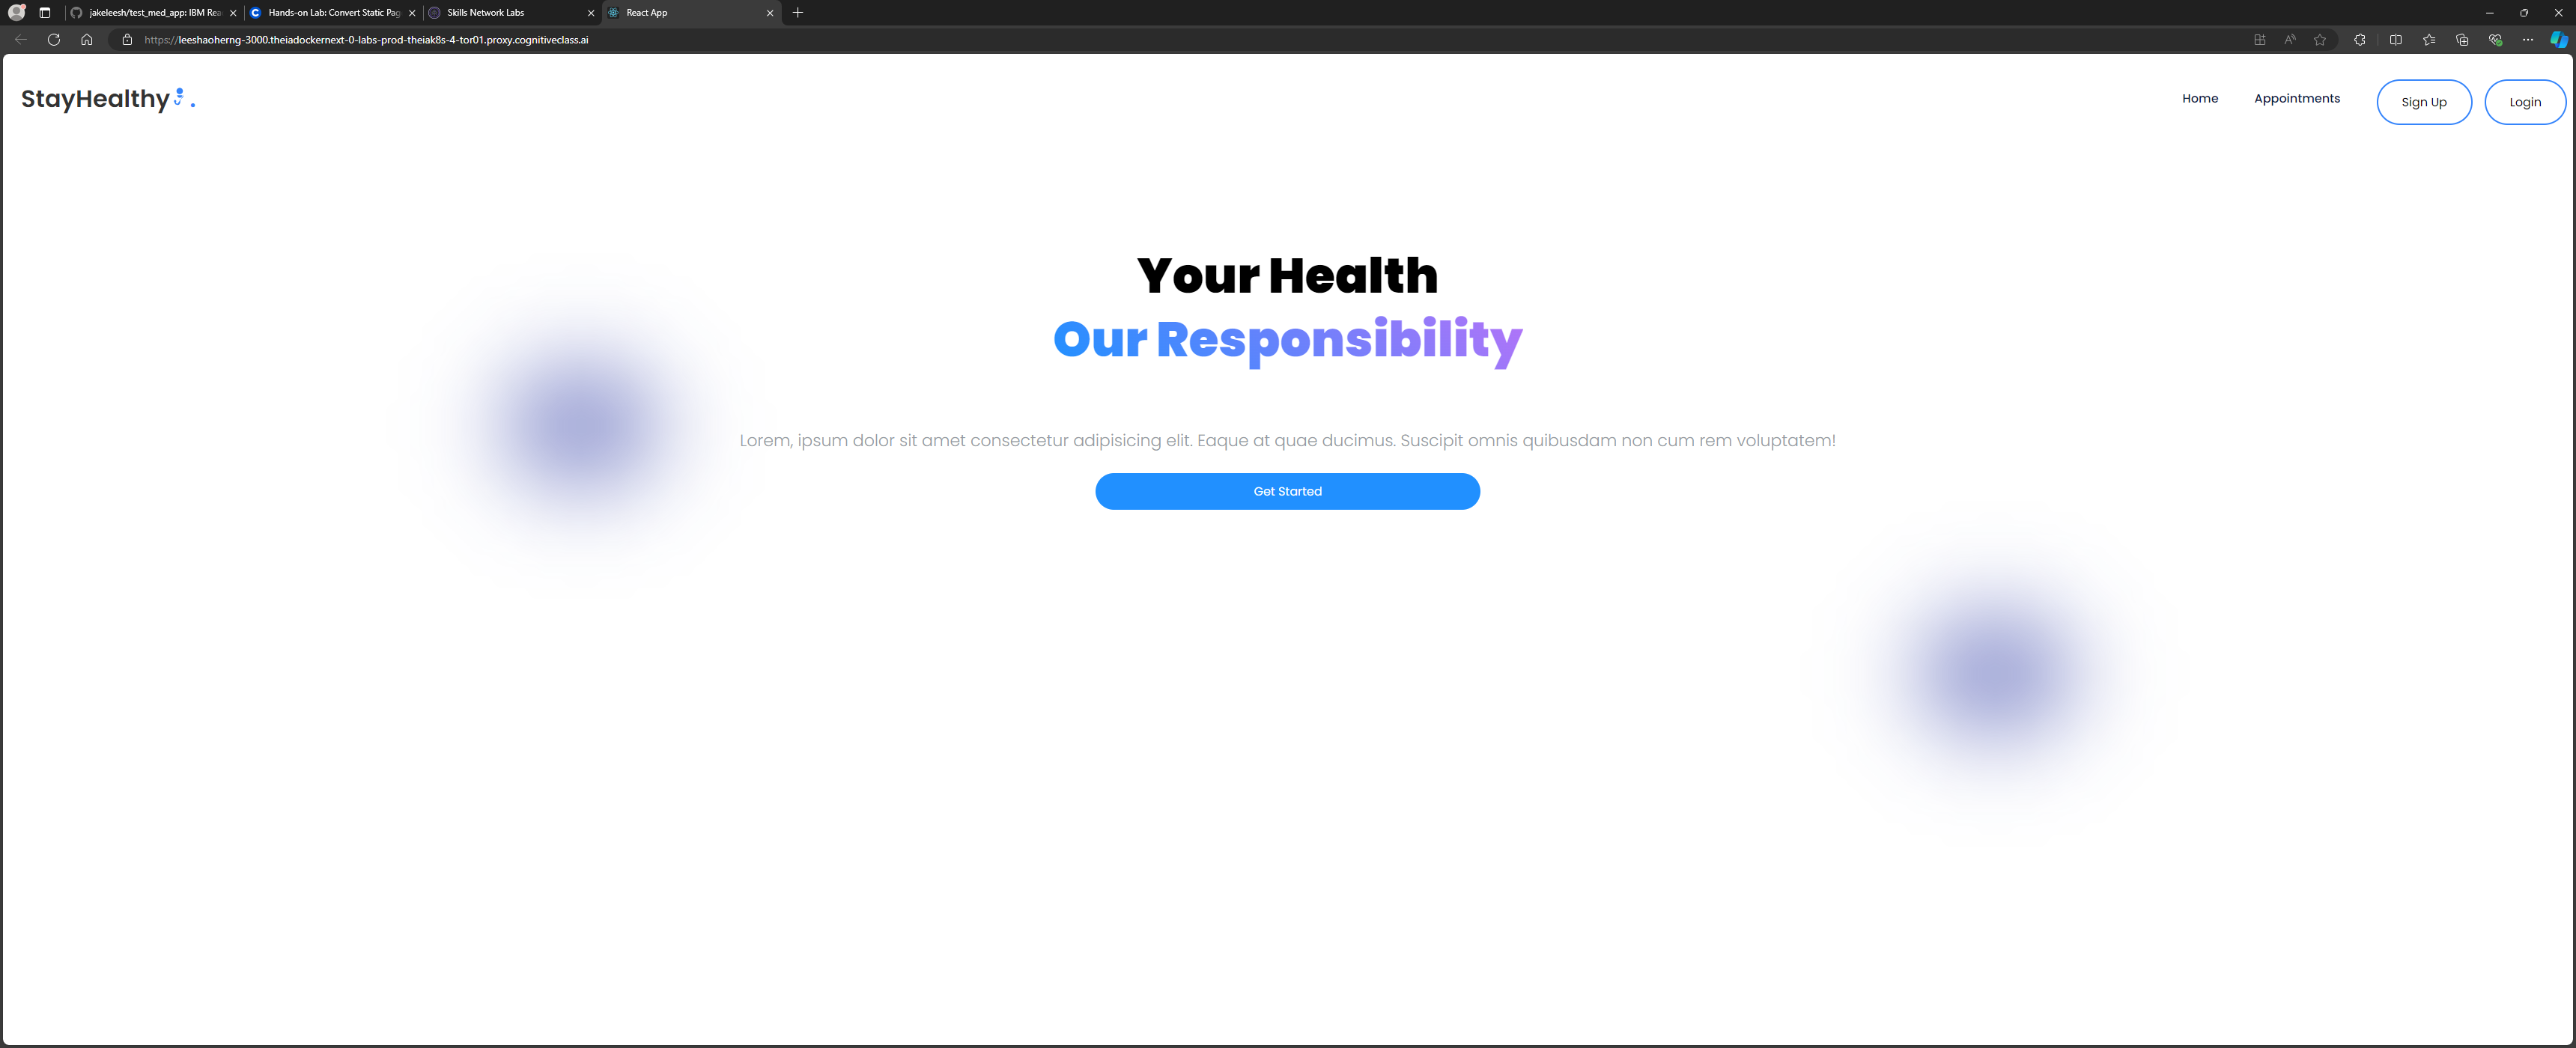 jakeleesh/test_med_app: IBM Rea
Hands-on Lab: Convert Static Pag
Skills Network Labs
React App
https://leeshaoherng-3000.theiadockernext-0-labs-prod-theiak8s-4-tor01.proxy.cognitiveclass.ai
StayHealthy.
Home
Appointments
Sign Up
Login
Your Health
Our Responsibility
Lorem, ipsum dolor sit amet consectetur adipisicing elit. Eaque at quae ducimus. Suscipit omnis quibusdam non cum rem voluptatem!
Get Started